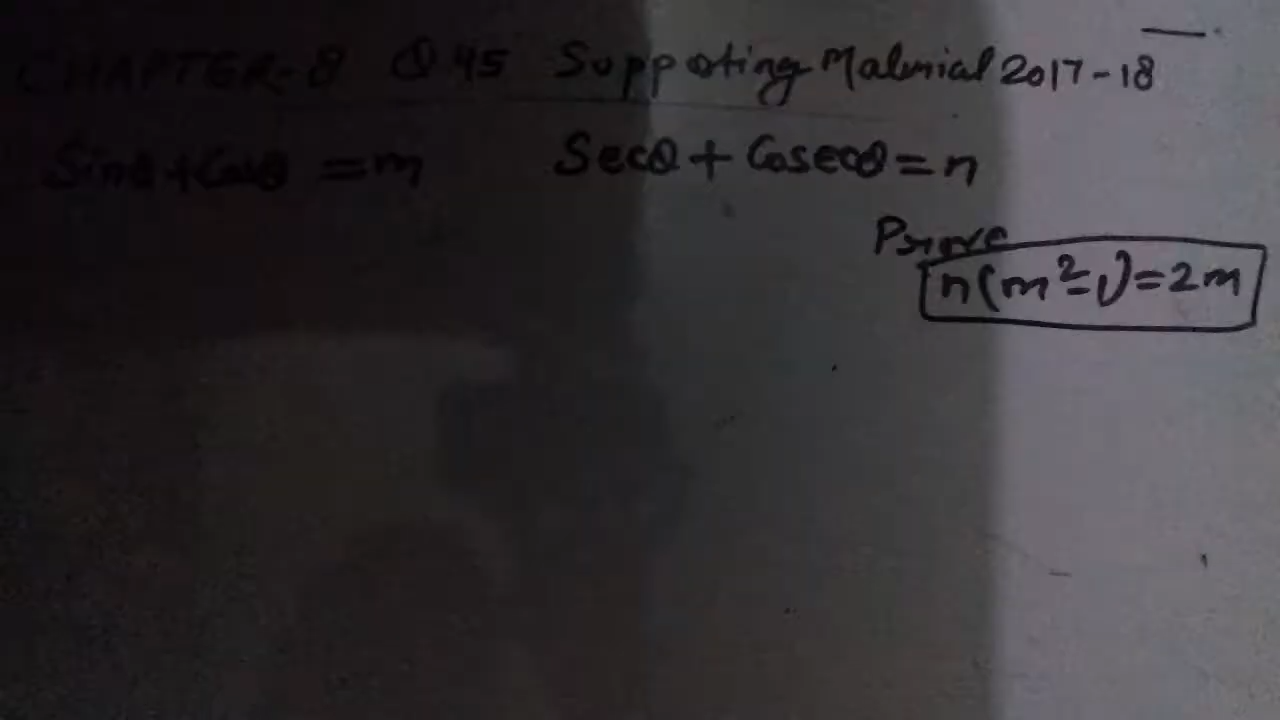 CHAPTER-8 Q 45 Supporting Material 2017-18
Sinθ + Cosθ = m Secθ + Cosecθ = n
Prove
n(m²-1) = 2m